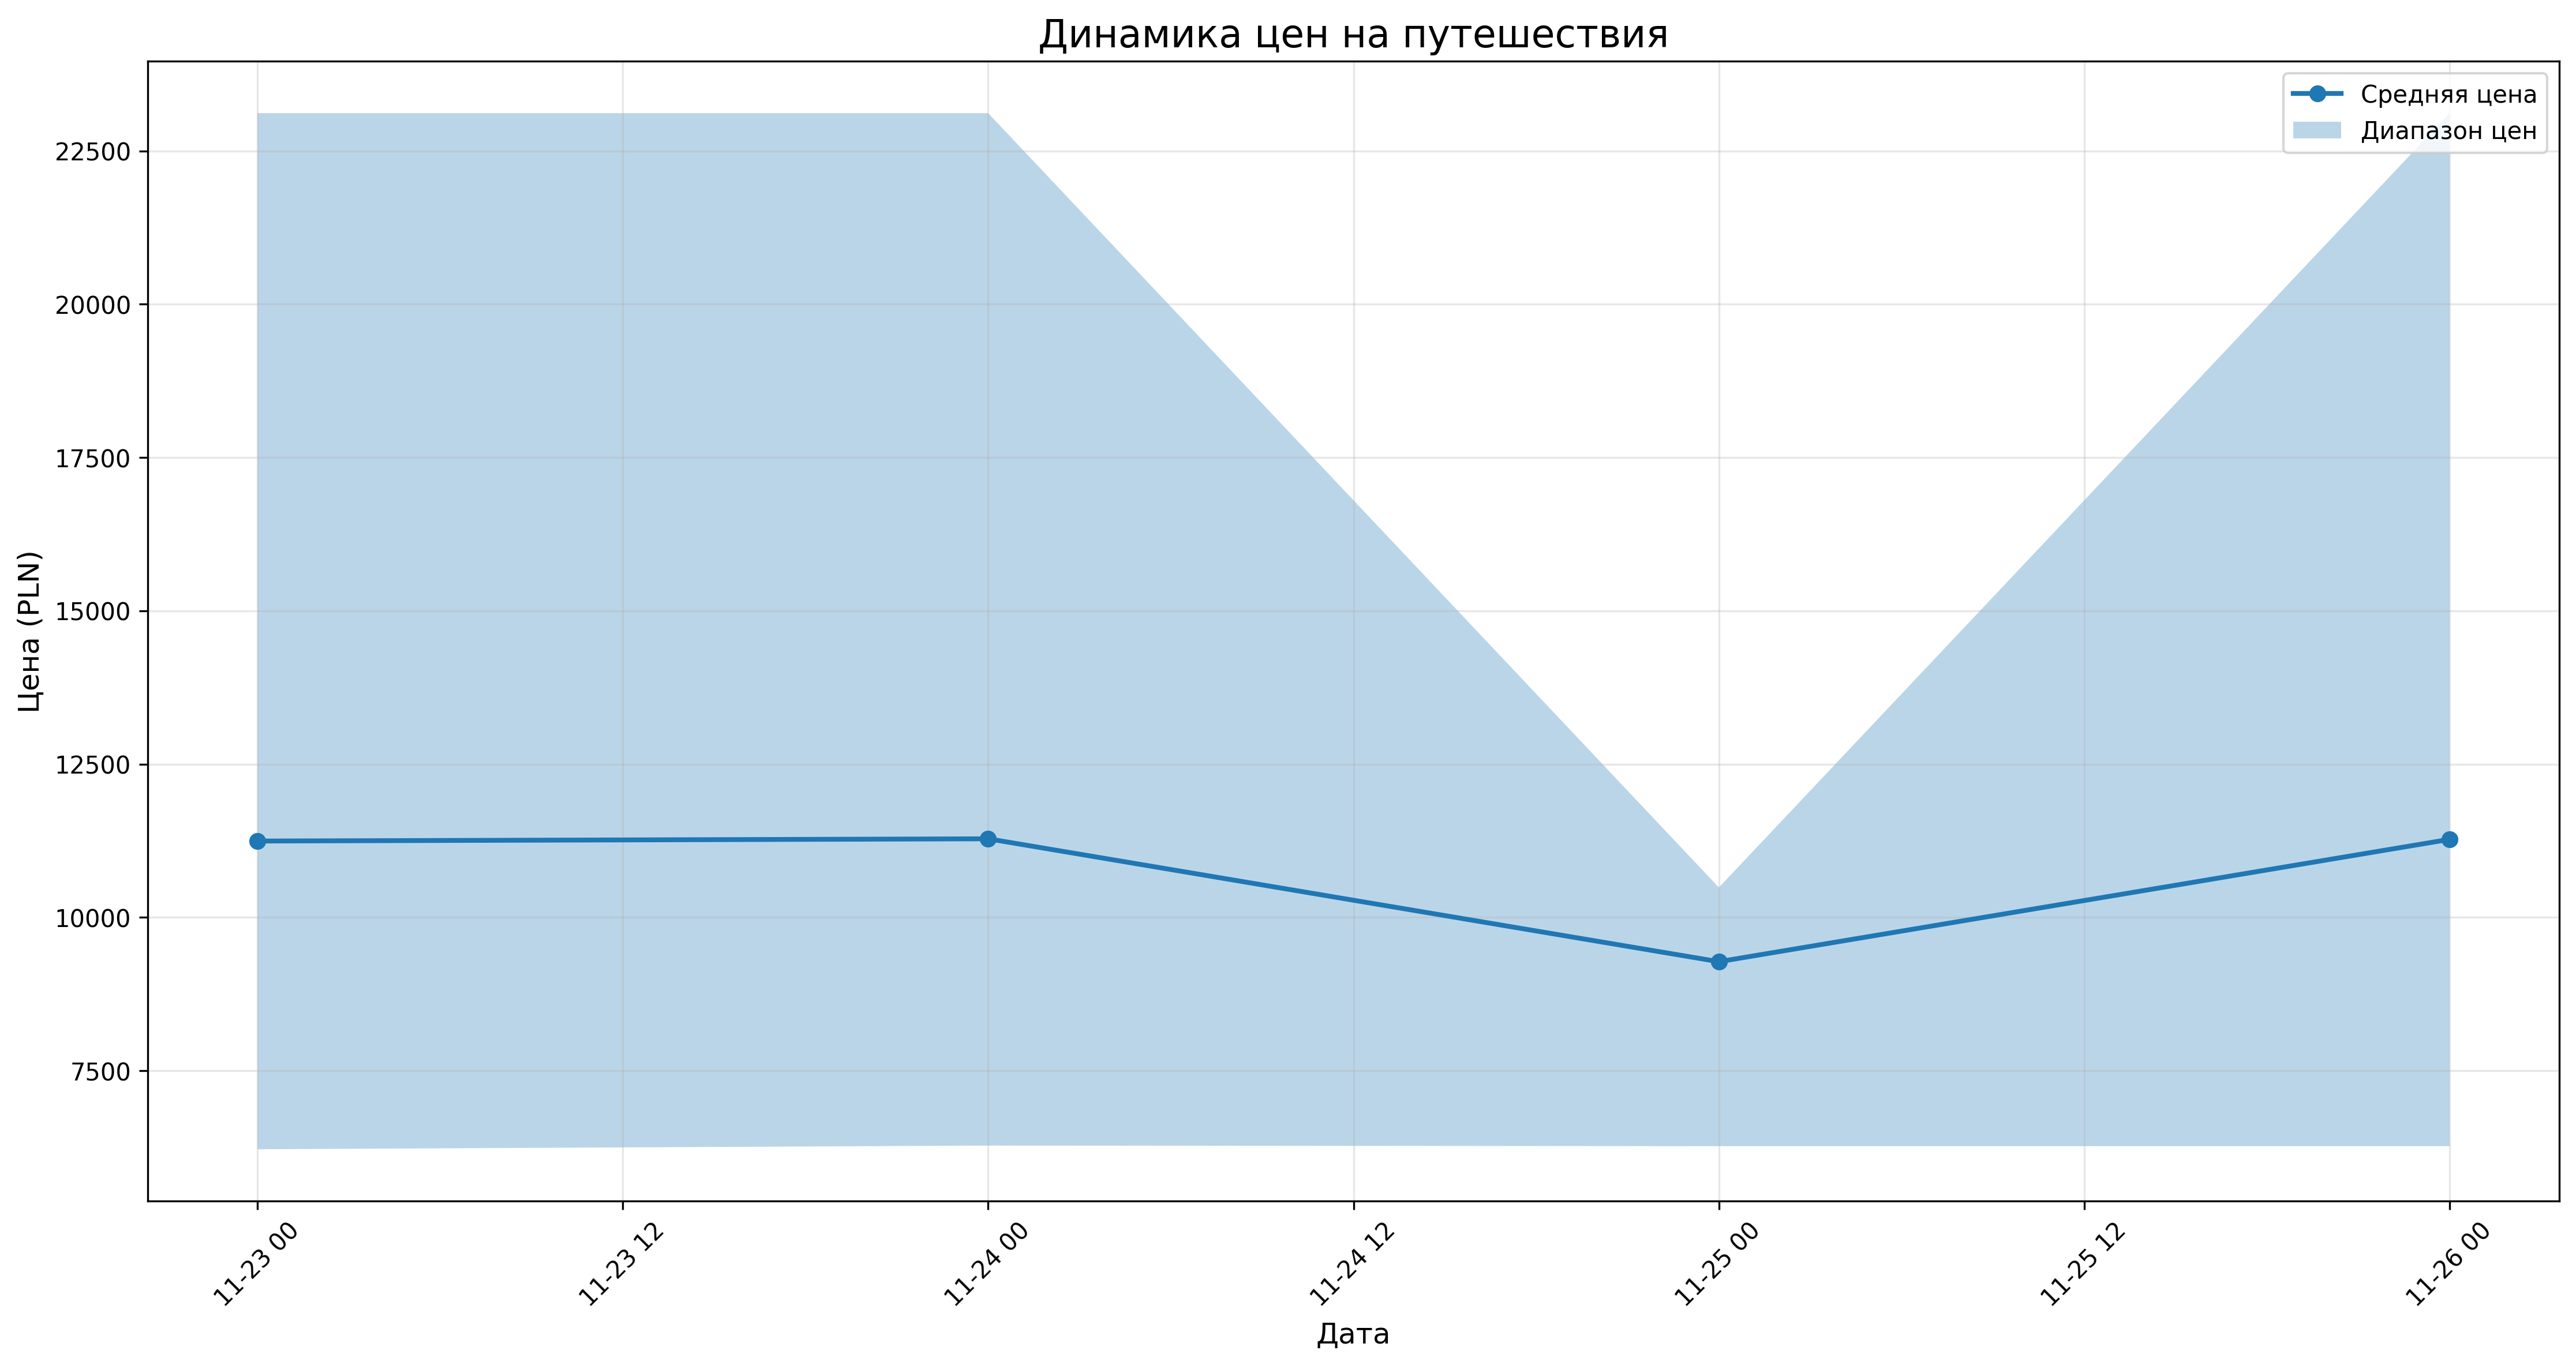 Динамика цен на путешествия
Средняя цена
Диапазон цен
Цена (PLN)
22500
20000
17500
15000
12500
10000
7500
11-23 00
11-23 12
11-24 00
11-24 12
11-25 00
11-25 12
11-26 00
Дата